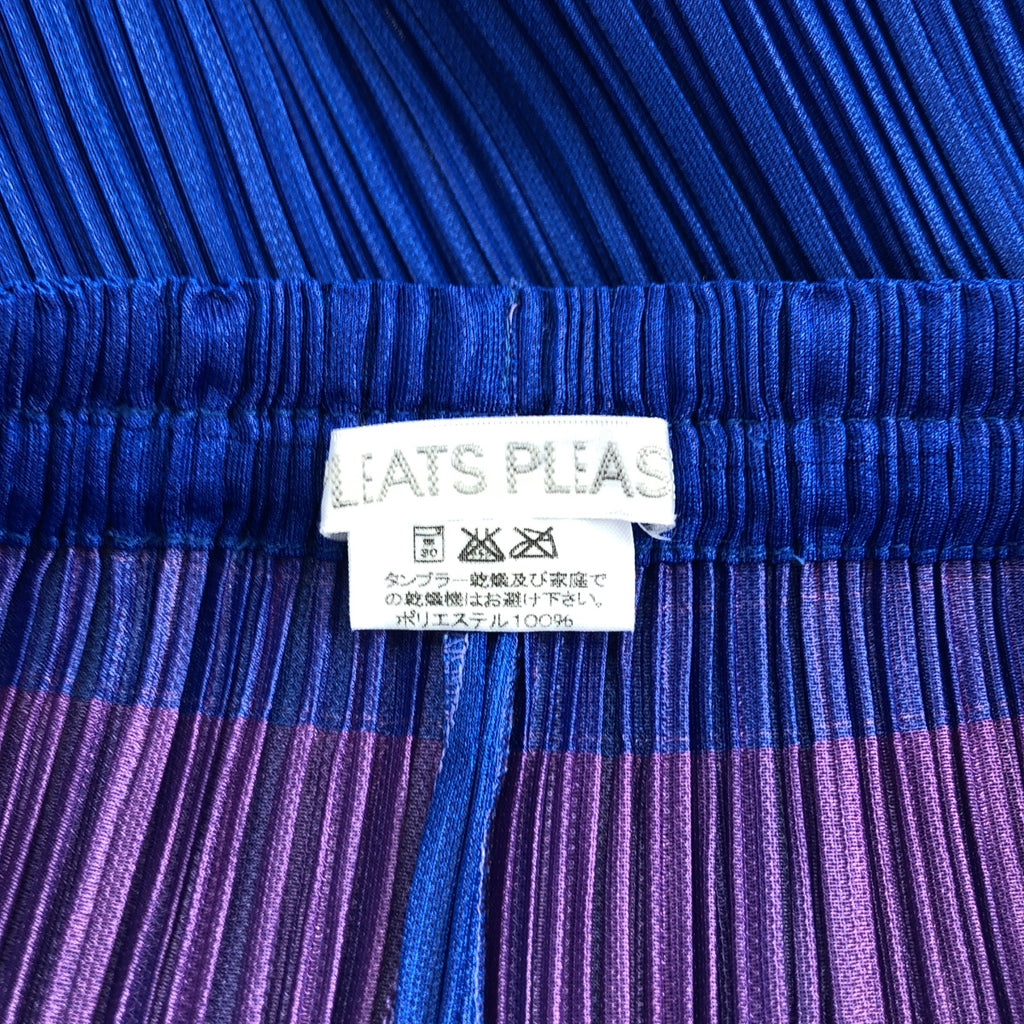 LEATS PLEAS
30
タンブラー乾燥及び家庭で
の乾燥機はお避け下さい。
ポリエステル100%